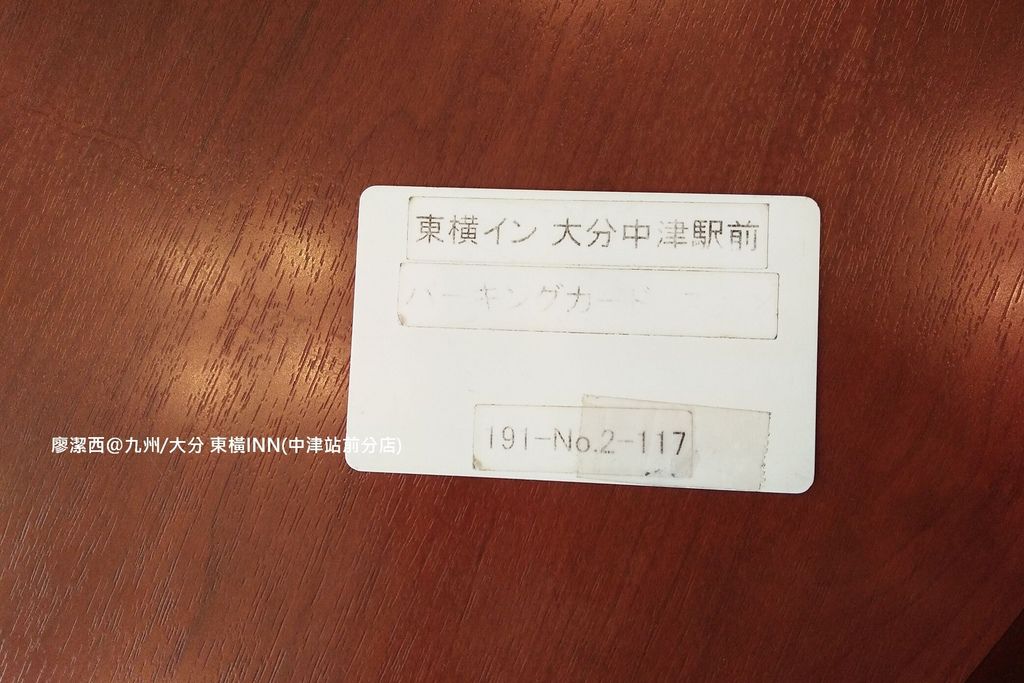 東横イン 大分中津駅前
パーキングカード
191-No.2-117
廖潔西@九州/大分 東橫INN(中津站前分店)